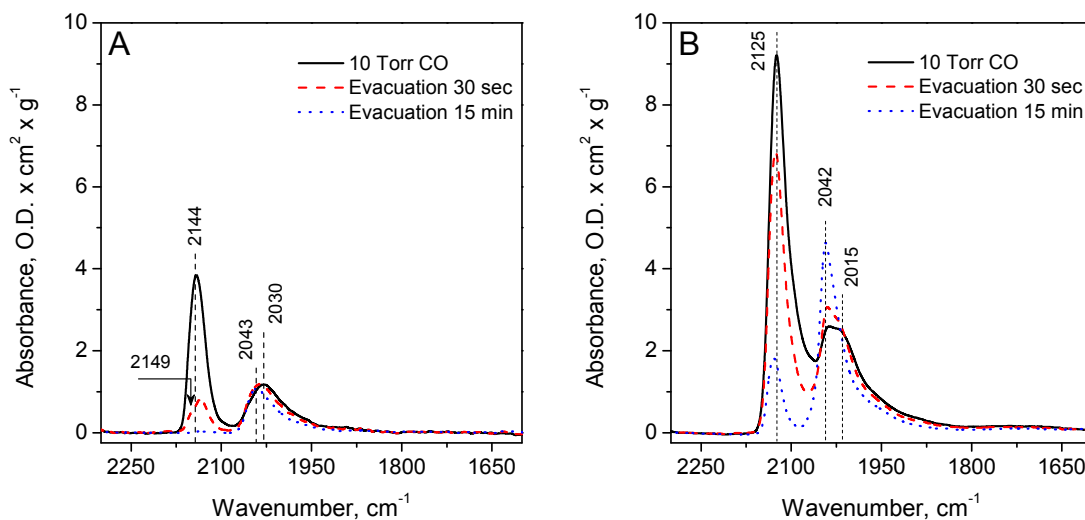 A
10 Torr CO
Evacuation 30 sec
Evacuation 15 min
2144
2149
2043
2030
Absorbance, O.D. x cm² x g⁻¹
10
8
6
4
2
0
2250 2100 1950 1800 1650
Wavenumber, cm⁻¹
B
10 Torr CO
Evacuation 30 sec
Evacuation 15 min
2125
2042
2015
Absorbance, O.D. x cm² x g⁻¹
10
8
6
4
2
0
2250 2100 1950 1800 1650
Wavenumber, cm⁻¹